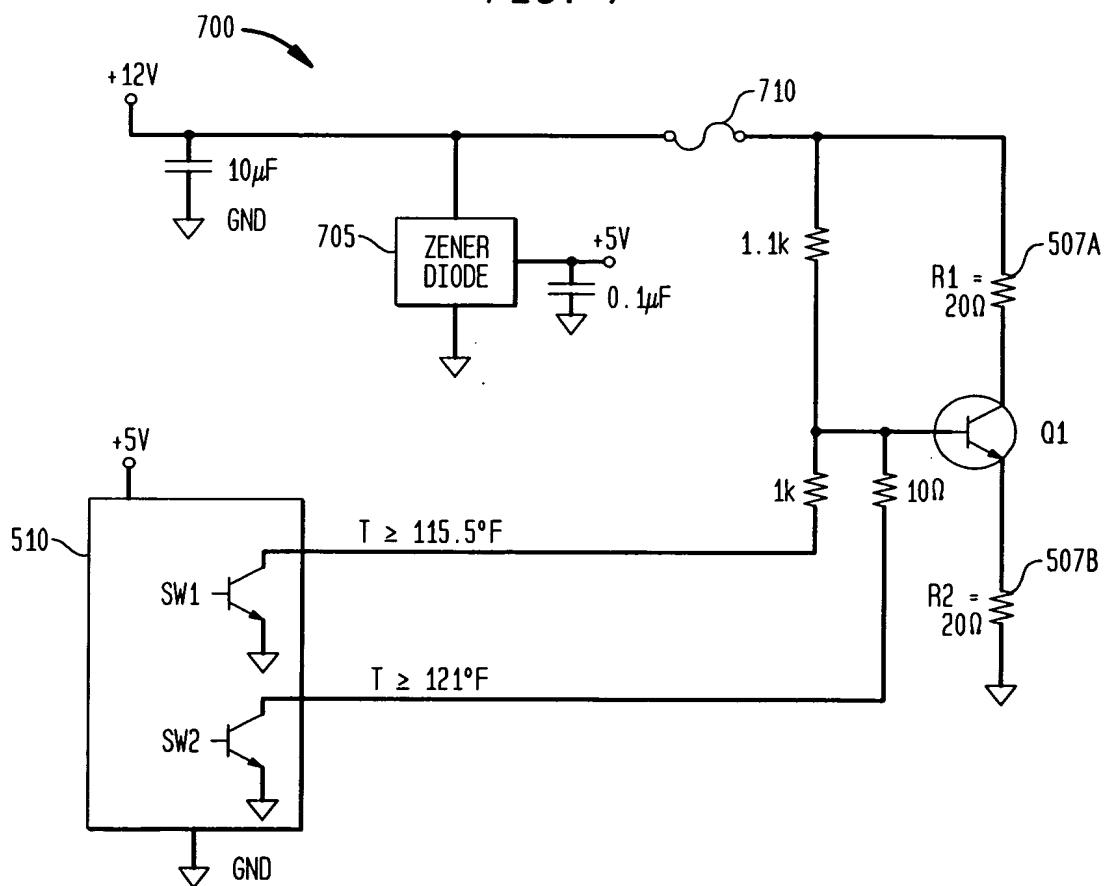 700
+12V
710
10µF
GND
705
ZENER
DIODE
+5V
0.1µF
1.1k
507A
R1 =
20Ω
Q1
+5V
1k
10Ω
510
T ≥ 115.5°F
SW1
507B
R2 =
20Ω
T ≥ 121°F
SW2
GND